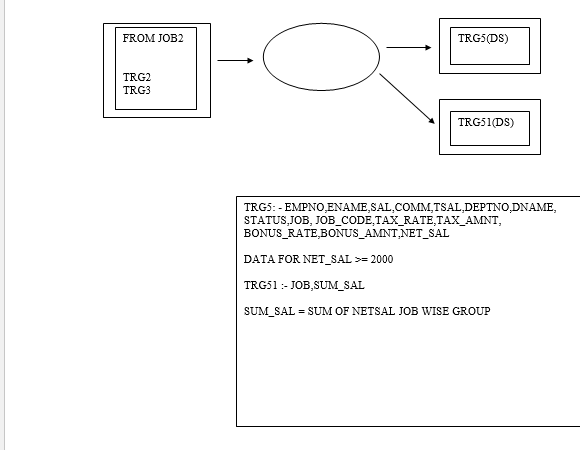 FROM JOB2
TRG2
TRG3
TRG5(DS)
TRG51(DS)
TRG5: - EMPNO,ENAME,SAL,COMM,TSAL,DEPTNO,DNAME,
STATUS,JOB, JOB_CODE,TAX_RATE,TAX_AMNT,
BONUS_RATE,BONUS_AMNT,NET_SAL
DATA FOR NET_SAL >= 2000
TRG51 :- JOB,SUM_SAL
SUM_SAL = SUM OF NETSAL JOB WISE GROUP